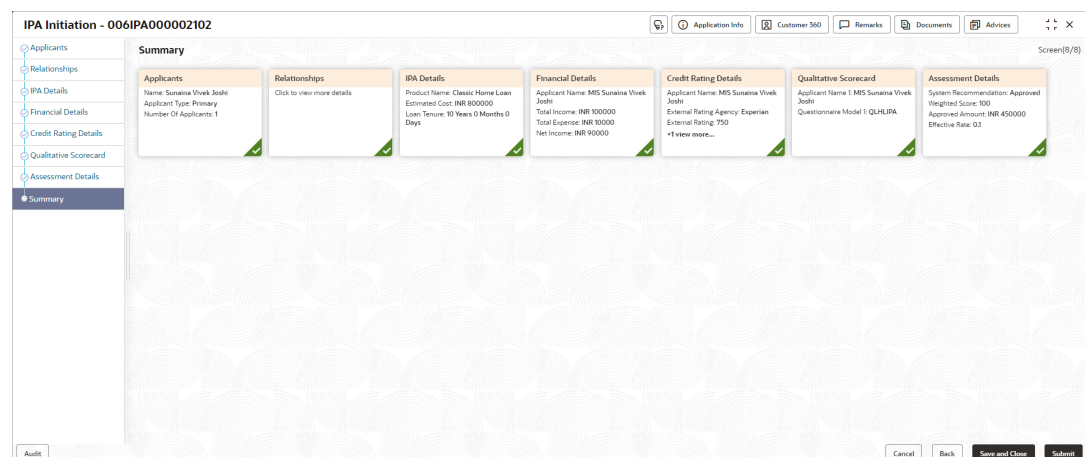 IPA Initiation - 006IPA000002102
Application Info
Customer 360
Remarks
Documents
Advices
Applicants
Relationships
IPA Details
Financial Details
Credit Rating Details
Qualitative Scorecard
Assessment Details
Summary
Summary
Screen(8/8)
Applicants
Name: Sunaina Vivek Joshi
Applicant Type: Primary
Number Of Applicants: 1
Relationships
Click to view more details
IPA Details
Product Name: Classic Home Loan
Estimated Cost: INR 800000
Loan Tenure: 10 Years 0 Months 0
Days
Financial Details
Applicant Name: MIS Sunaina Vivek
Joshi
Total Income: INR 100000
Total Expense: INR 10000
Net Income: INR 90000
Credit Rating Details
Applicant Name: MIS Sunaina Vivek
Joshi
External Rating Agency: Experian
External Rating: 750
+1 view more...
Qualitative Scorecard
Applicant Name 1: MIS Sunaina Vivek
Joshi
Questionnaire Model 1: QLHLIPA
Assessment Details
System Recommendation: Approved
Weighted Score: 100
Approved Amount: INR 450000
Effective Rate: 0.1
Audit
Cancel
Back
Save and Close
Submit